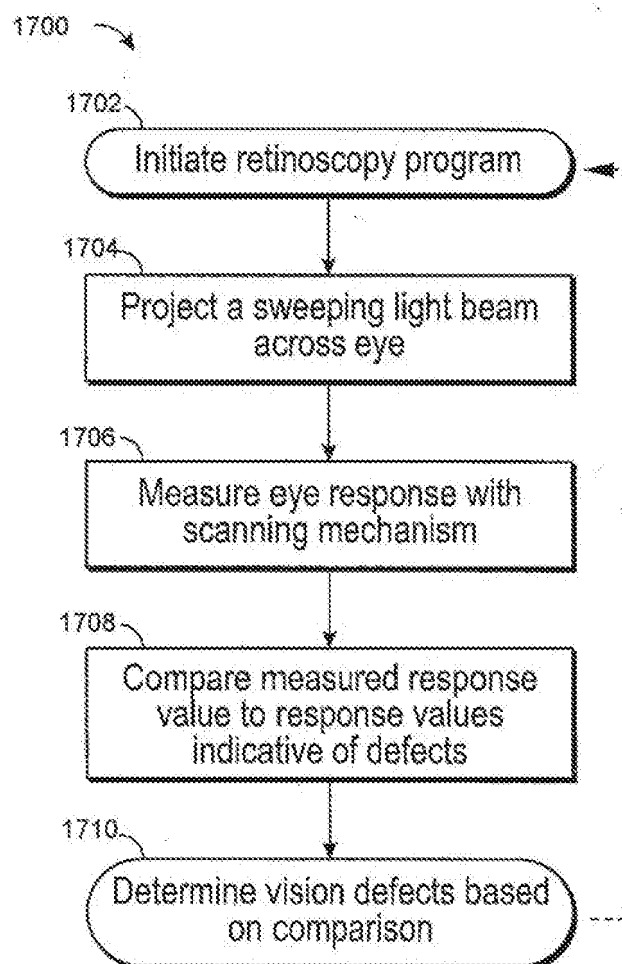 1700
1702
Initiate retinoscopy program
1704
Project a sweeping light beam
across eye
1706
Measure eye response with
scanning mechanism
1708
Compare measured response
value to response values
indicative of defects
1710
Determine vision defects based
on comparison